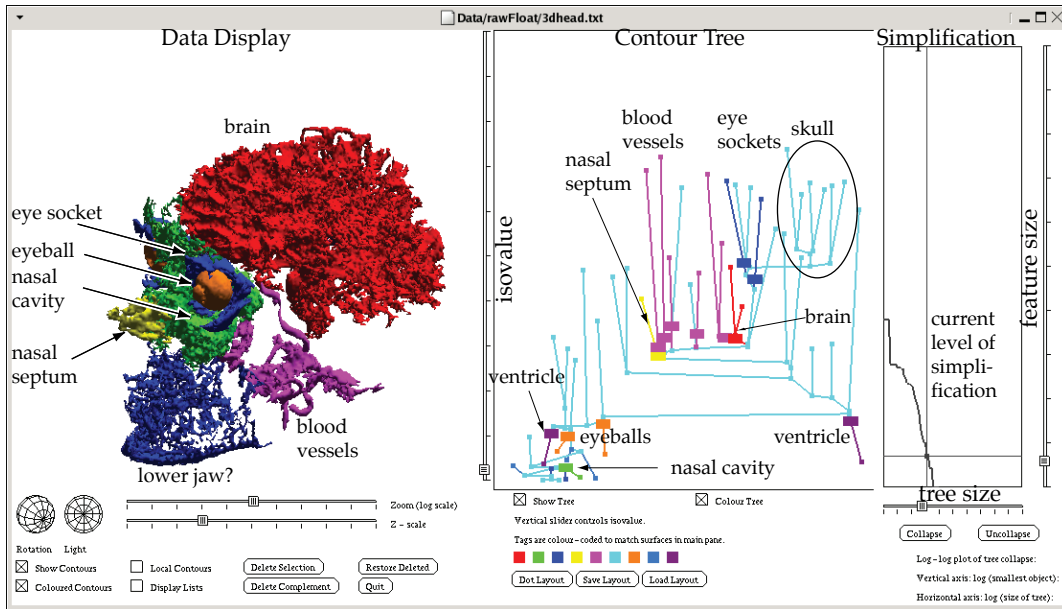 Data/rawFloat/3dhead.txt
Data Display
Contour Tree
Simplification
brain
eye socket
eyeball
nasal
cavity
nasal
septum
lower jaw?
blood
vessels
isovalue
blood
vessels
eye
sockets
skull
nasal
septum
brain
ventricle
eyeballs
ventricle
nasal cavity
feature size
current
level of
simpli-
fication
tree size
Rotation
Light
Zoom (log scale)
Z - scale
Show Contours
Local Contours
Delete Selection
Restore Deleted
Coloured Contours
Display Lists
Delete Complement
Quit
Show Tree
Colour Tree
Vertical slider controls isovalue.
Tags are colour-coded to match surfaces in main pane.
Dot Layout
Save Layout
Load Layout
Collapse
Uncollapse
Log-log plot of tree collapse:
Vertical axis: log (smallest object):
Horizontal axis: log (size of tree):